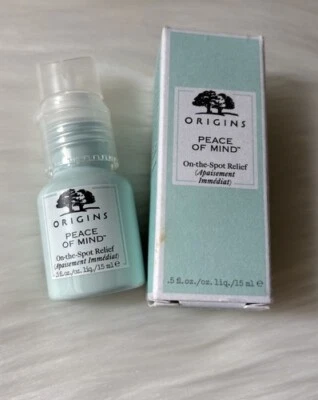 ORIGINS
PEACE
OF MIND™
On-the-Spot Relief
(Apaisement
Immédiat)
.5 fl.oz./oz. liq./15 ml ℮
ORIGINS
PEACE
OF MIND™
On-the-Spot Relief
(Apaisement Immédiat)
.5 fl. oz./oz. liq./15 ml ℮